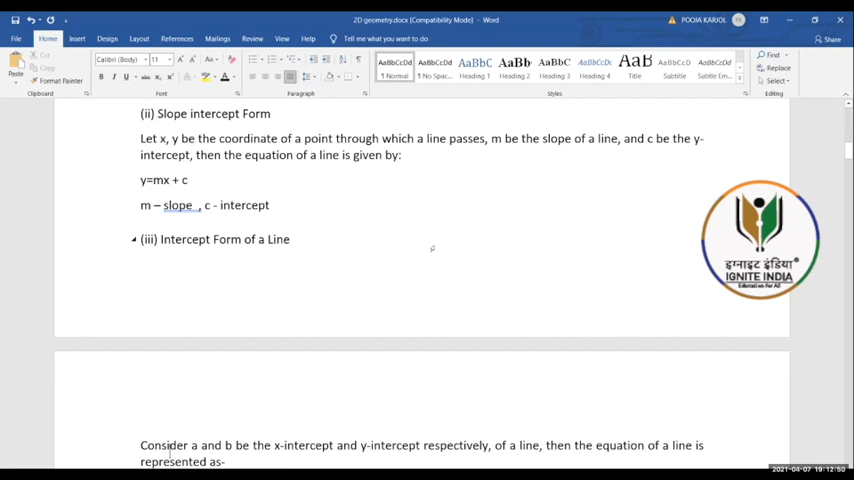 2D geometry.docx [Compatibility Mode] - Word
POOJA KARJOL PK
File Home Insert Design Layout References Mailings Review View Help Tell me what you want to do Share
Paste
Cut
Copy
Format Painter
Clipboard
Calibri (Body) 11
Font
Paragraph
AaBbCcDd AaBbCcDd AaBbC AaBb AaBbC AaBbCcDd AaB AaBbCcD AaBbCcDd
¶ Normal ¶ No Spac... Heading 1 Heading 2 Heading 3 Heading 4 Title Subtitle Subtle Em...
Styles
Find
Replace
Select
Editing
(ii) Slope intercept Form
Let x, y be the coordinate of a point through which a line passes, m be the slope of a line, and c be the y-
intercept, then the equation of a line is given by:
y=mx + c
m – slope , c - intercept
(iii) Intercept Form of a Line
इग्नाइट इंडिया
IGNITE INDIA
Education for All
Consider a and b be the x-intercept and y-intercept respectively, of a line, then the equation of a line is
represented as-
2021-04-07 19:12:50